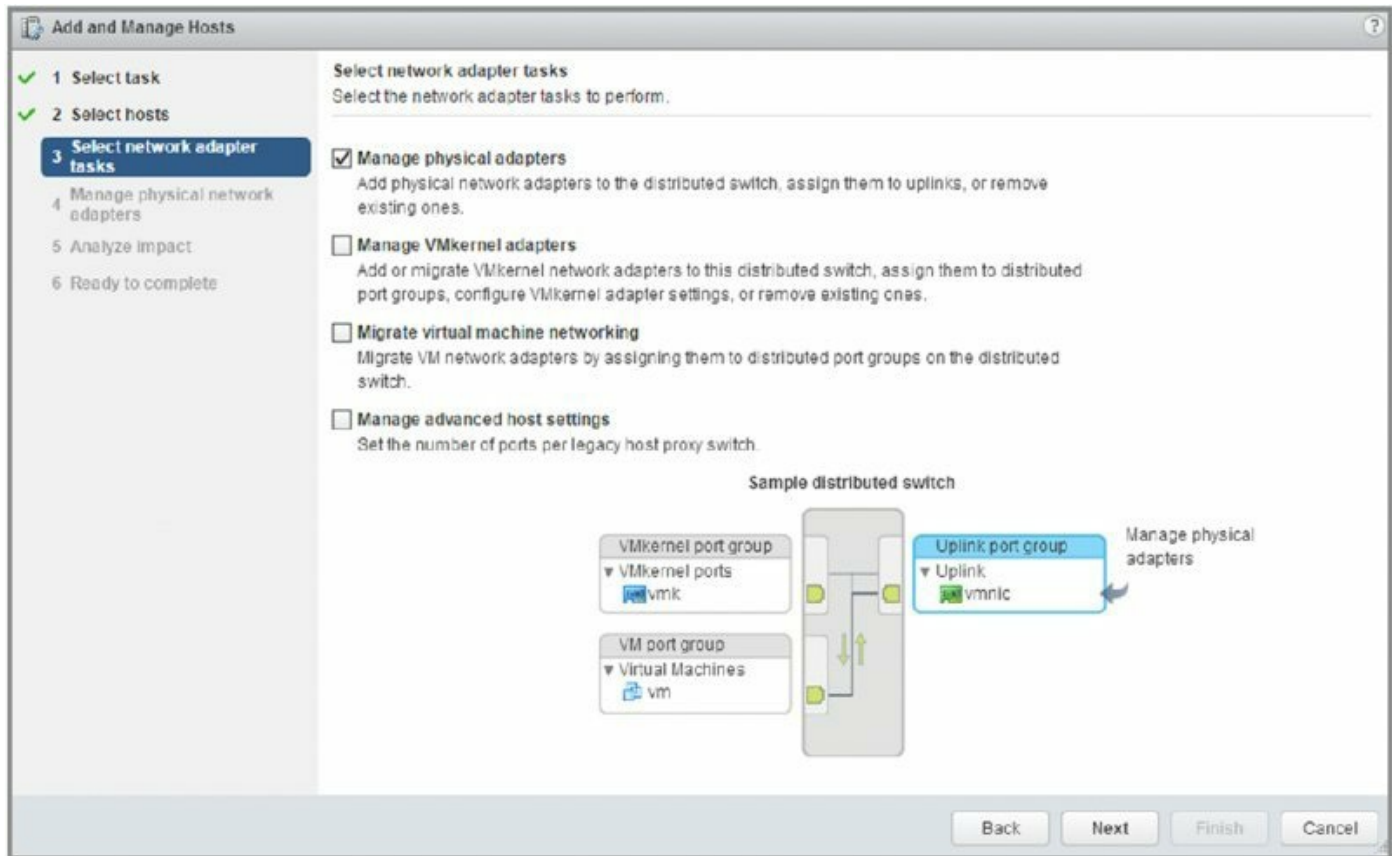 Add and Manage Hosts
?
1 Select task
2 Select hosts
3 Select network adapter
tasks
4 Manage physical network
adapters
5 Analyze impact
6 Ready to complete
Select network adapter tasks
Select the network adapter tasks to perform.
Manage physical adapters
Add physical network adapters to the distributed switch, assign them to uplinks, or remove
existing ones.
Manage VMkernel adapters
Add or migrate VMkernel network adapters to this distributed switch, assign them to distributed
port groups, configure VMkernel adapter settings, or remove existing ones.
Migrate virtual machine networking
Migrate VM network adapters by assigning them to distributed port groups on the distributed
switch.
Manage advanced host settings
Set the number of ports per legacy host proxy switch.
Sample distributed switch
VMkernel port group
VMkernel ports
vmk
VM port group
Virtual Machines
vm
Uplink port group
Uplink
vmnic
Manage physical
adapters
Back
Next
Finish
Cancel